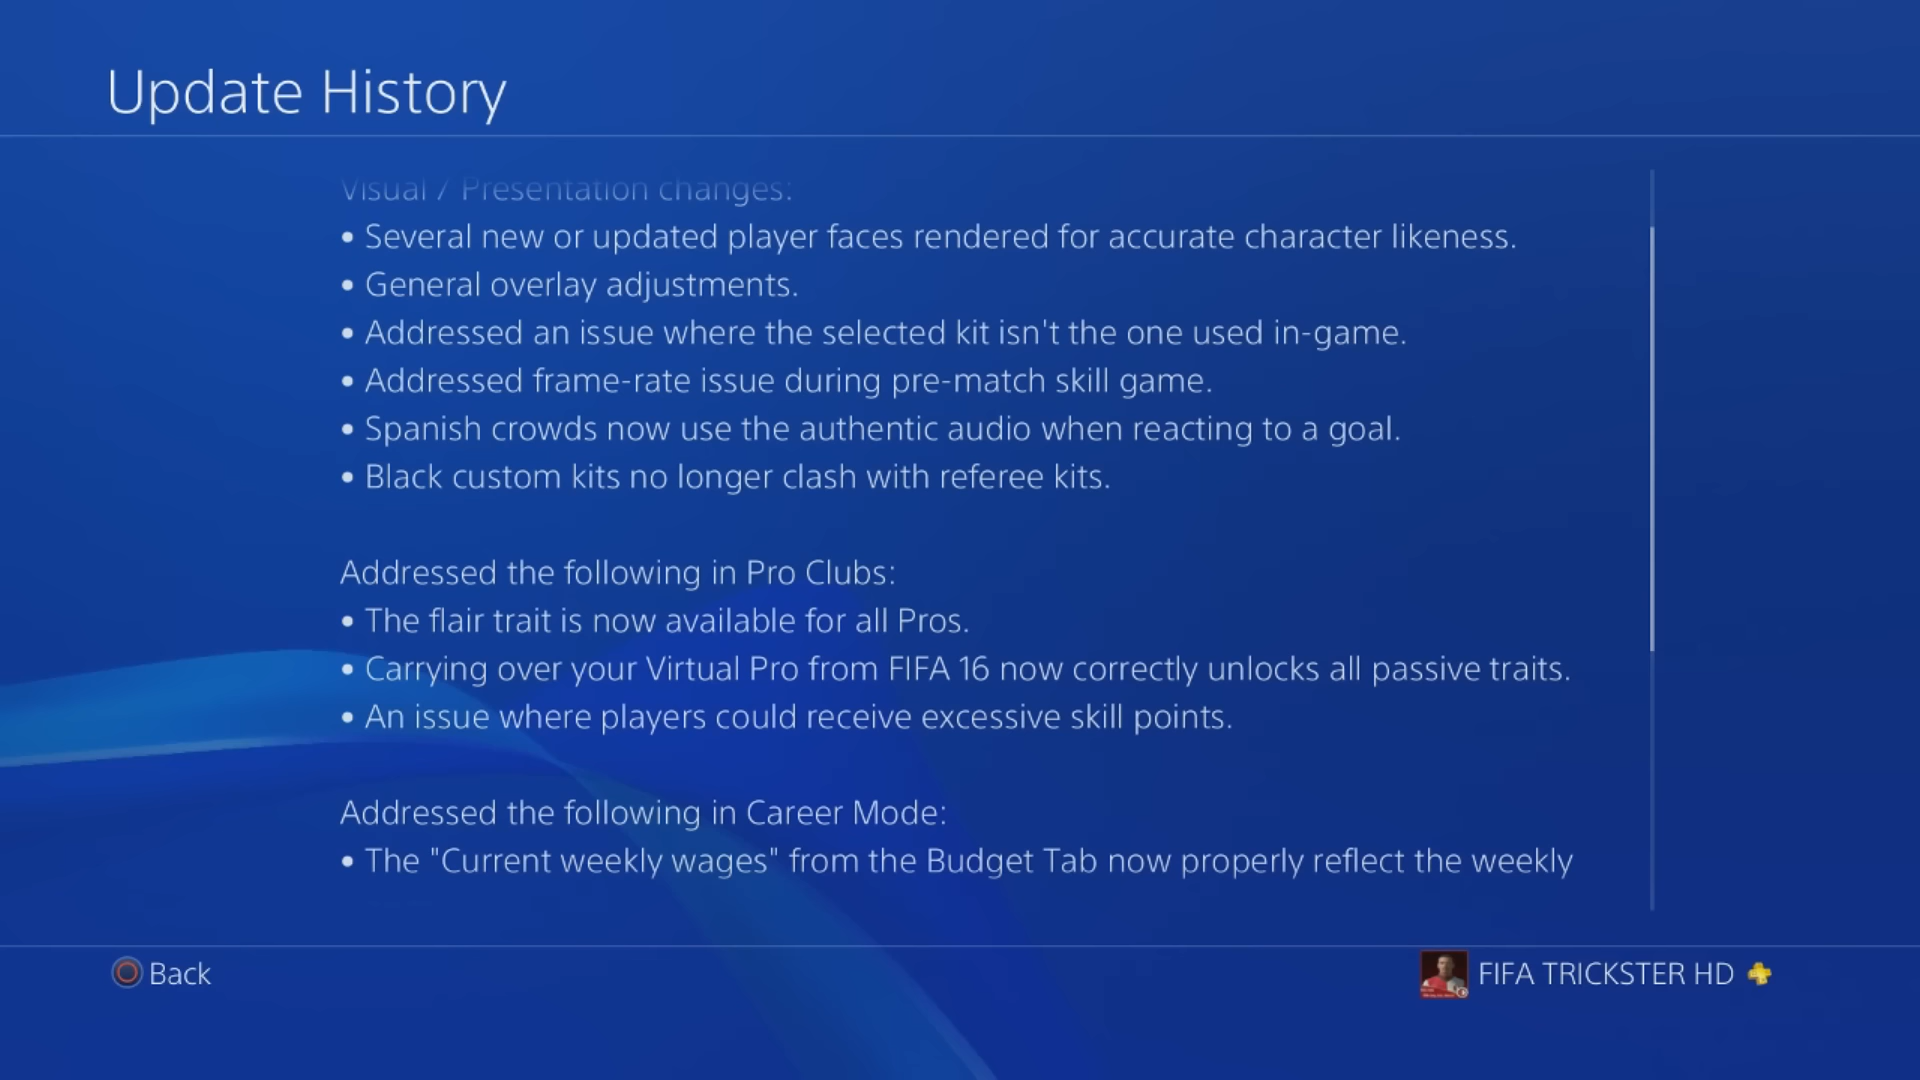 Update History
Visual / Presentation changes:
• Several new or updated player faces rendered for accurate character likeness.
• General overlay adjustments.
• Addressed an issue where the selected kit isn't the one used in-game.
• Addressed frame-rate issue during pre-match skill game.
• Spanish crowds now use the authentic audio when reacting to a goal.
• Black custom kits no longer clash with referee kits.
Addressed the following in Pro Clubs:
• The flair trait is now available for all Pros.
• Carrying over your Virtual Pro from FIFA 16 now correctly unlocks all passive traits.
• An issue where players could receive excessive skill points.
Addressed the following in Career Mode:
• The "Current weekly wages" from the Budget Tab now properly reflect the weekly
Back
FIFA TRICKSTER HD